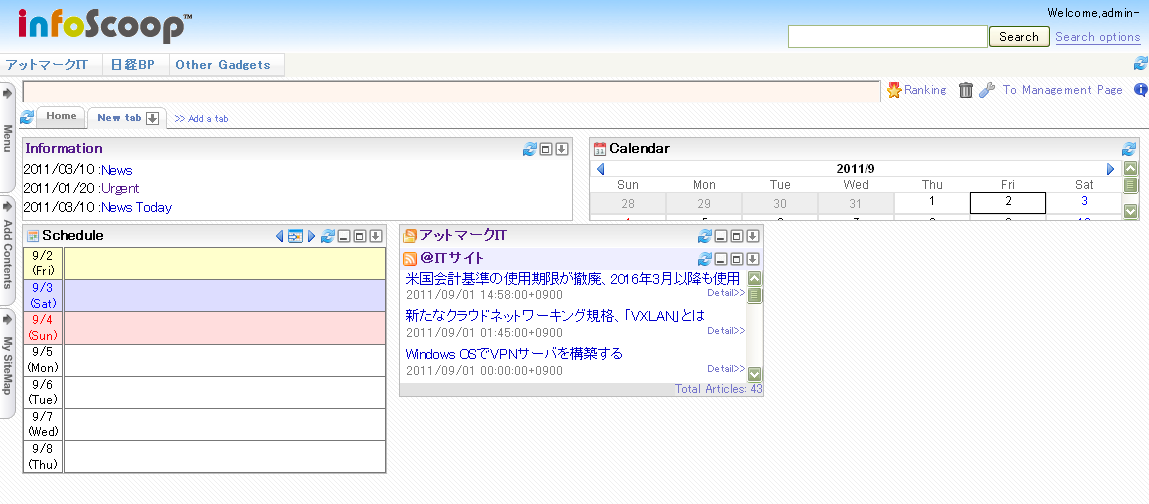 infoScoop™
Welcome,admin-
Search
Search options
アットマークIT
日経BP
Other Gadgets
Ranking
To Management Page
Menu
Add Contents
My SiteMap
Home
New tab
>> Add a tab
Information
2011/03/10 :News
2011/01/20 :Urgent
2011/03/10 :News Today
Calendar
2011/9
Sun Mon Tue Wed Thu Fri Sat
28 29 30 31 1 2 3
Schedule
9/2
(Fri)
9/3
(Sat)
9/4
(Sun)
9/5
(Mon)
9/6
(Tue)
9/7
(Wed)
9/8
(Thu)
アットマークIT
@ITサイト
米国会計基準の使用期限が撤廃、2016年3月以降も使用
2011/09/01 14:58:00+0900
Detail>>
新たなクラウドネットワーキング規格、「VXLAN」とは
2011/09/01 01:45:00+0900
Detail>>
Windows OSでVPNサーバを構築する
2011/09/01 00:00:00+0900
Detail>>
Total Articles: 43